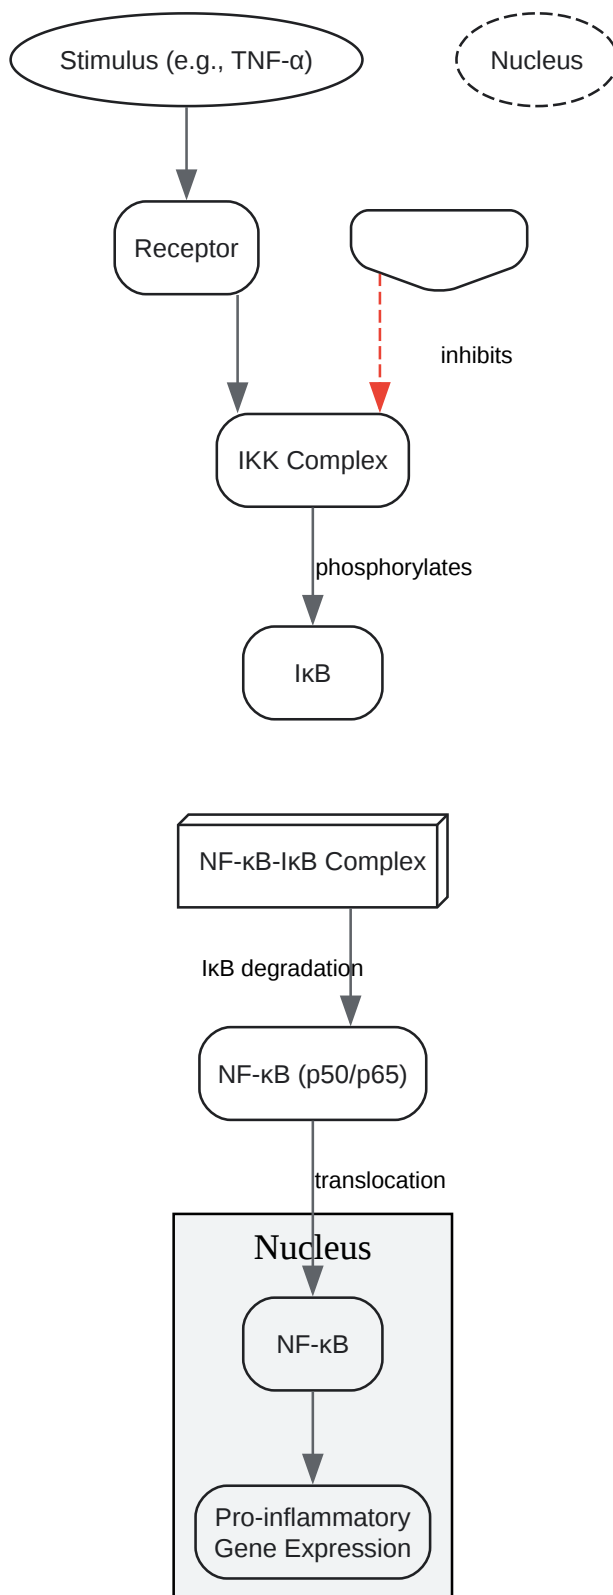 Stimulus (e.g., TNF-α)
Nucleus
Receptor
inhibits
IKK Complex
phosphorylates
IκB
NF-κB-IκB Complex
IκB degradation
NF-κB (p50/p65)
translocation
Nucleus
NF-κB
Pro-inflammatory
Gene Expression